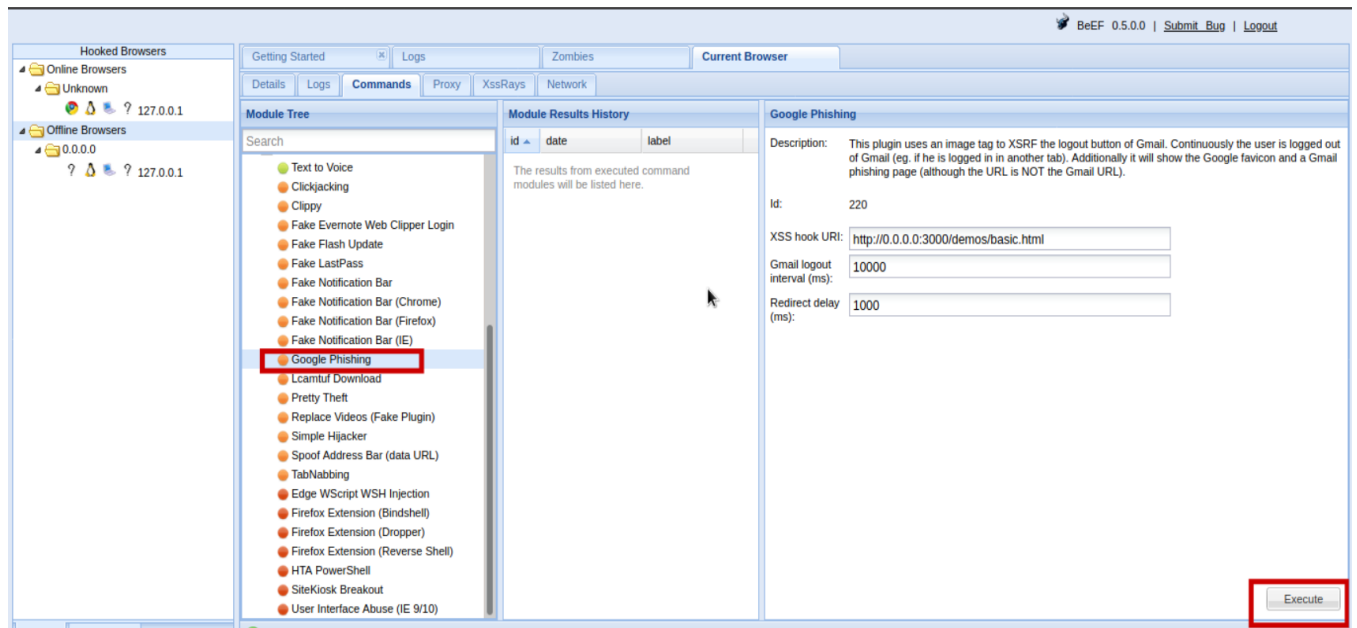 BeEF 0.5.0.0 | Submit Bug | Logout
Hooked Browsers
Online Browsers
Unknown
? 127.0.0.1
Offline Browsers
0.0.0.0
? ? 127.0.0.1
Getting Started
Logs
Zombies
Current Browser
Details
Logs
Commands
Proxy
XssRays
Network
Module Tree
Search
Text to Voice
Clickjacking
Clippy
Fake Evernote Web Clipper Login
Fake Flash Update
Fake LastPass
Fake Notification Bar
Fake Notification Bar (Chrome)
Fake Notification Bar (Firefox)
Fake Notification Bar (IE)
Google Phishing
Lcamtuf Download
Pretty Theft
Replace Videos (Fake Plugin)
Simple Hijacker
Spoof Address Bar (data URL)
TabNabbing
Edge WScript WSH Injection
Firefox Extension (Bindshell)
Firefox Extension (Dropper)
Firefox Extension (Reverse Shell)
HTA PowerShell
SiteKiosk Breakout
User Interface Abuse (IE 9/10)
Module Results History
id date label
The results from executed command
modules will be listed here.
Google Phishing
Description: This plugin uses an image tag to XSRF the logout button of Gmail. Continuously the user is logged out
of Gmail (eg. if he is logged in in another tab). Additionally it will show the Google favicon and a Gmail
phishing page (although the URL is NOT the Gmail URL).
Id: 220
XSS hook URI: http://0.0.0.0:3000/demos/basic.html
Gmail logout
interval (ms): 10000
Redirect delay
(ms): 1000
Execute